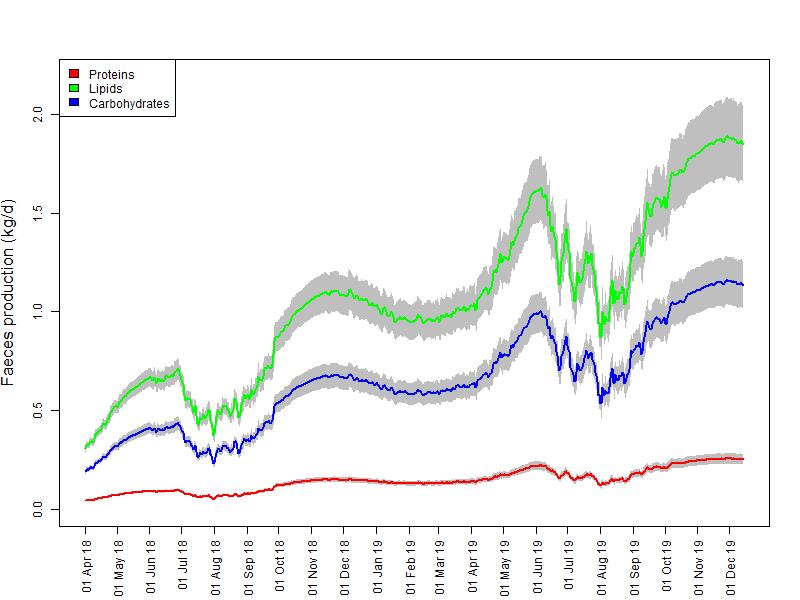 Proteins
Lipids
Carbohydrates
Faeces production (kg/d)
2.0
1.5
1.0
0.5
0.0
01 Apr 18
01 May 18
01 Jun 18
01 Jul 18
01 Aug 18
01 Sep 18
01 Oct 18
01 Nov 18
01 Dec 18
01 Jan 19
01 Feb 19
01 Mar 19
01 Apr 19
01 May 19
01 Jun 19
01 Jul 19
01 Aug 19
01 Sep 19
01 Oct 19
01 Nov 19
01 Dec 19